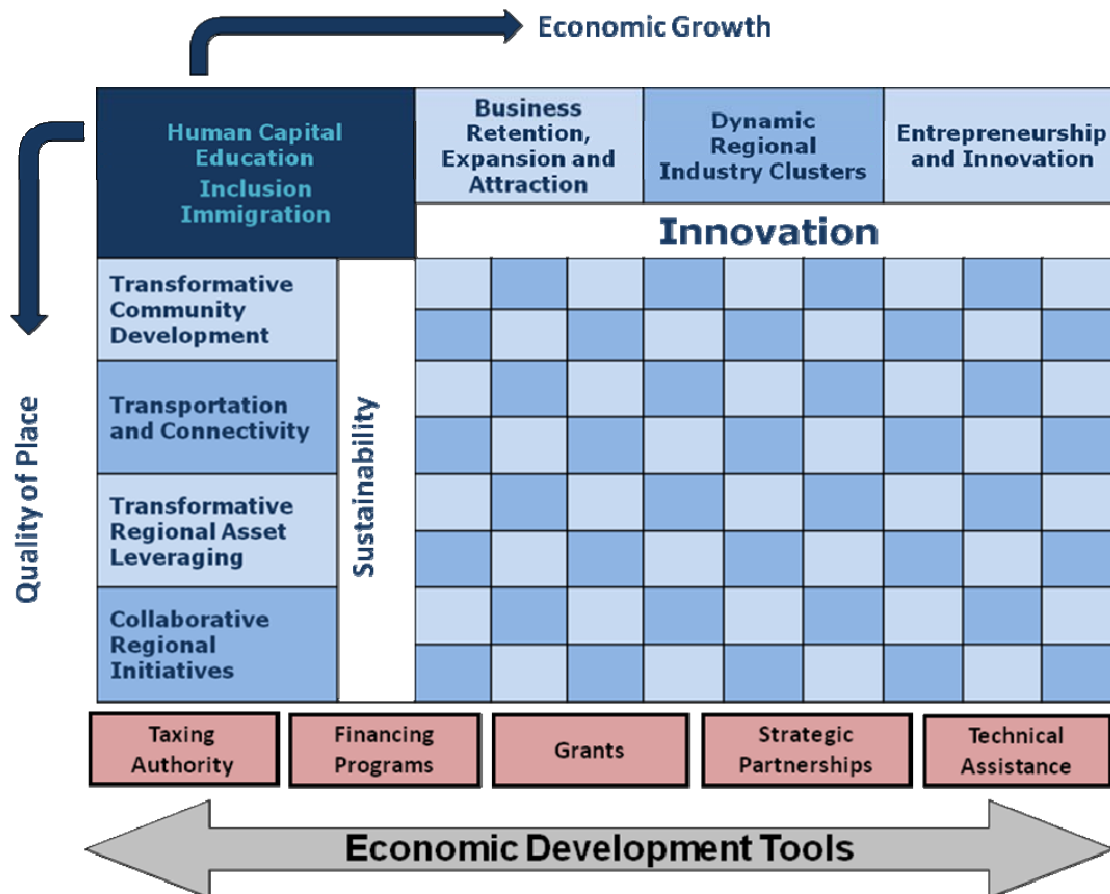 Economic Growth
Human Capital
Education
Inclusion
Immigration
Business
Retention,
Expansion and
Attraction
Dynamic
Regional
Industry Clusters
Entrepreneurship
and Innovation
Innovation
Quality of Place
Transformative
Community
Development
Transportation
and Connectivity
Transformative
Regional Asset
Leveraging
Collaborative
Regional
Initiatives
Sustainability
Taxing
Authority
Financing
Programs
Grants
Strategic
Partnerships
Technical
Assistance
Economic Development Tools